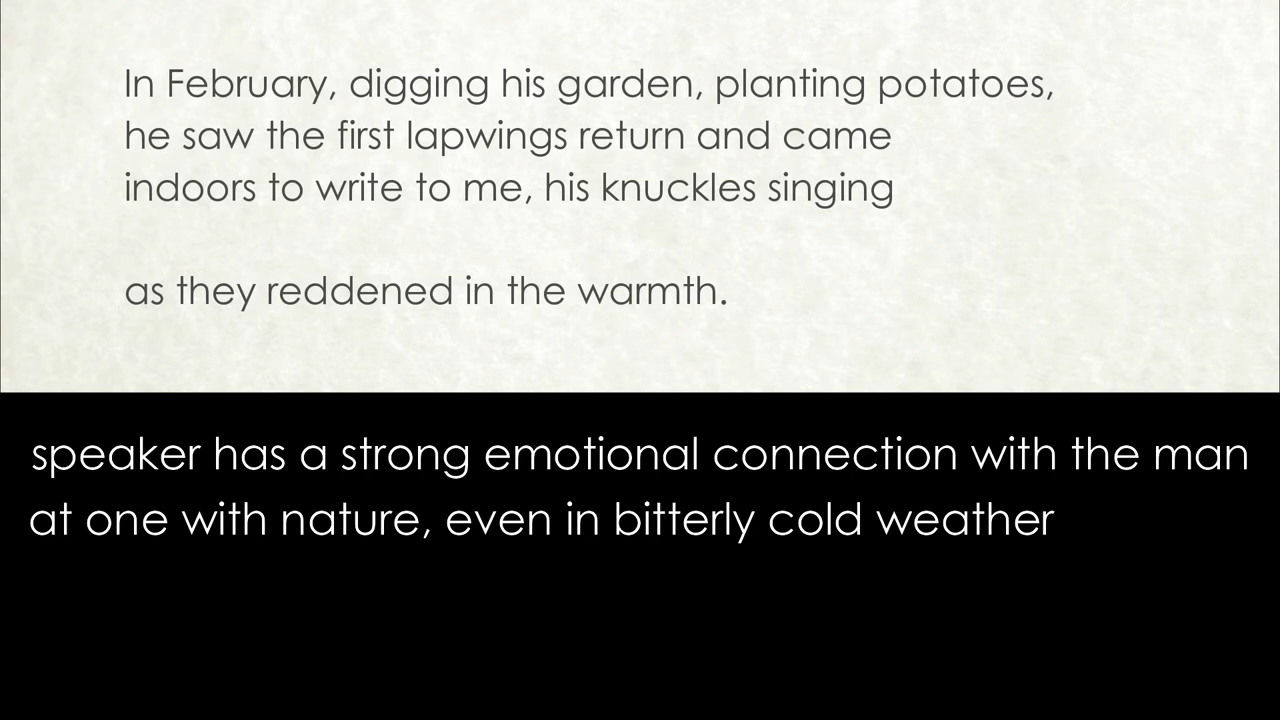 In February, digging his garden, planting potatoes,
he saw the first lapwings return and came
indoors to write to me, his knuckles singing
as they reddened in the warmth.
speaker has a strong emotional connection with the man
at one with nature, even in bitterly cold weather